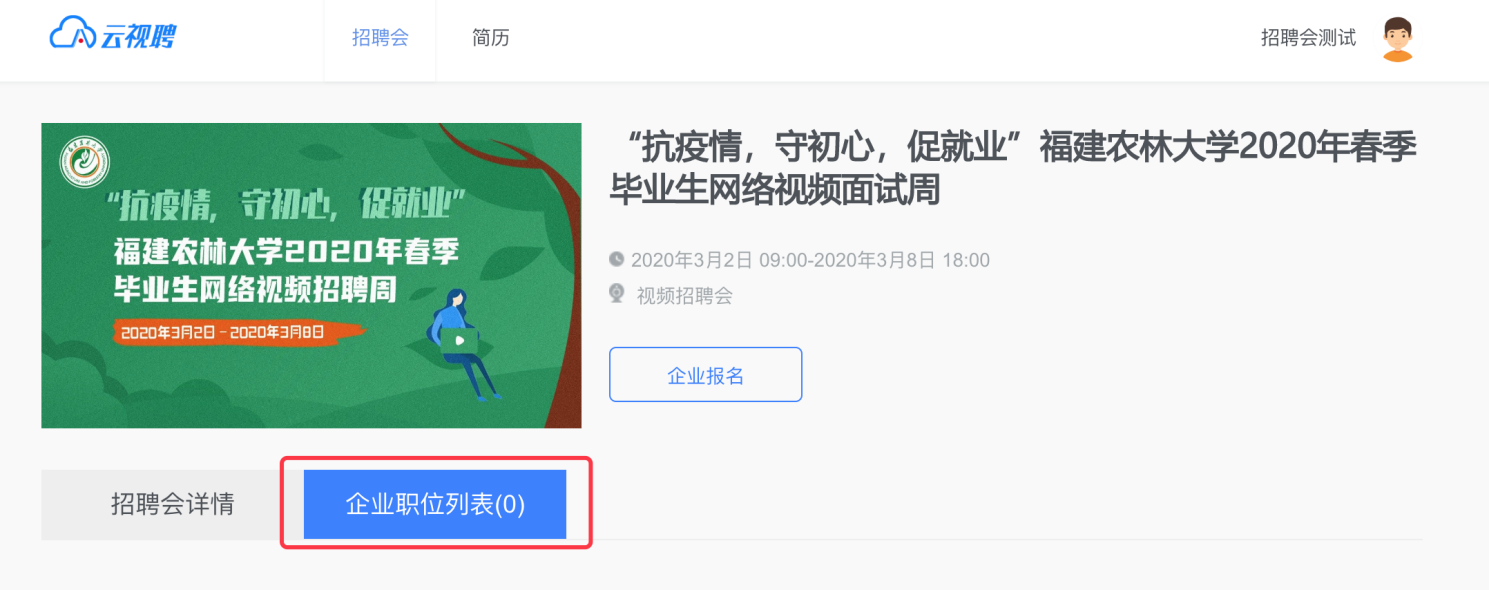 云视聘
招聘会
简历
招聘会测试
“抗疫情，守初心，促就业”
福建农林大学2020年春季
毕业生网络视频招聘周
2020年3月2日-2020年3月8日
“抗疫情，守初心，促就业”福建农林大学2020年春季
毕业生网络视频面试周
2020年3月2日 09:00-2020年3月8日 18:00
视频招聘会
企业报名
招聘会详情
企业职位列表(0)